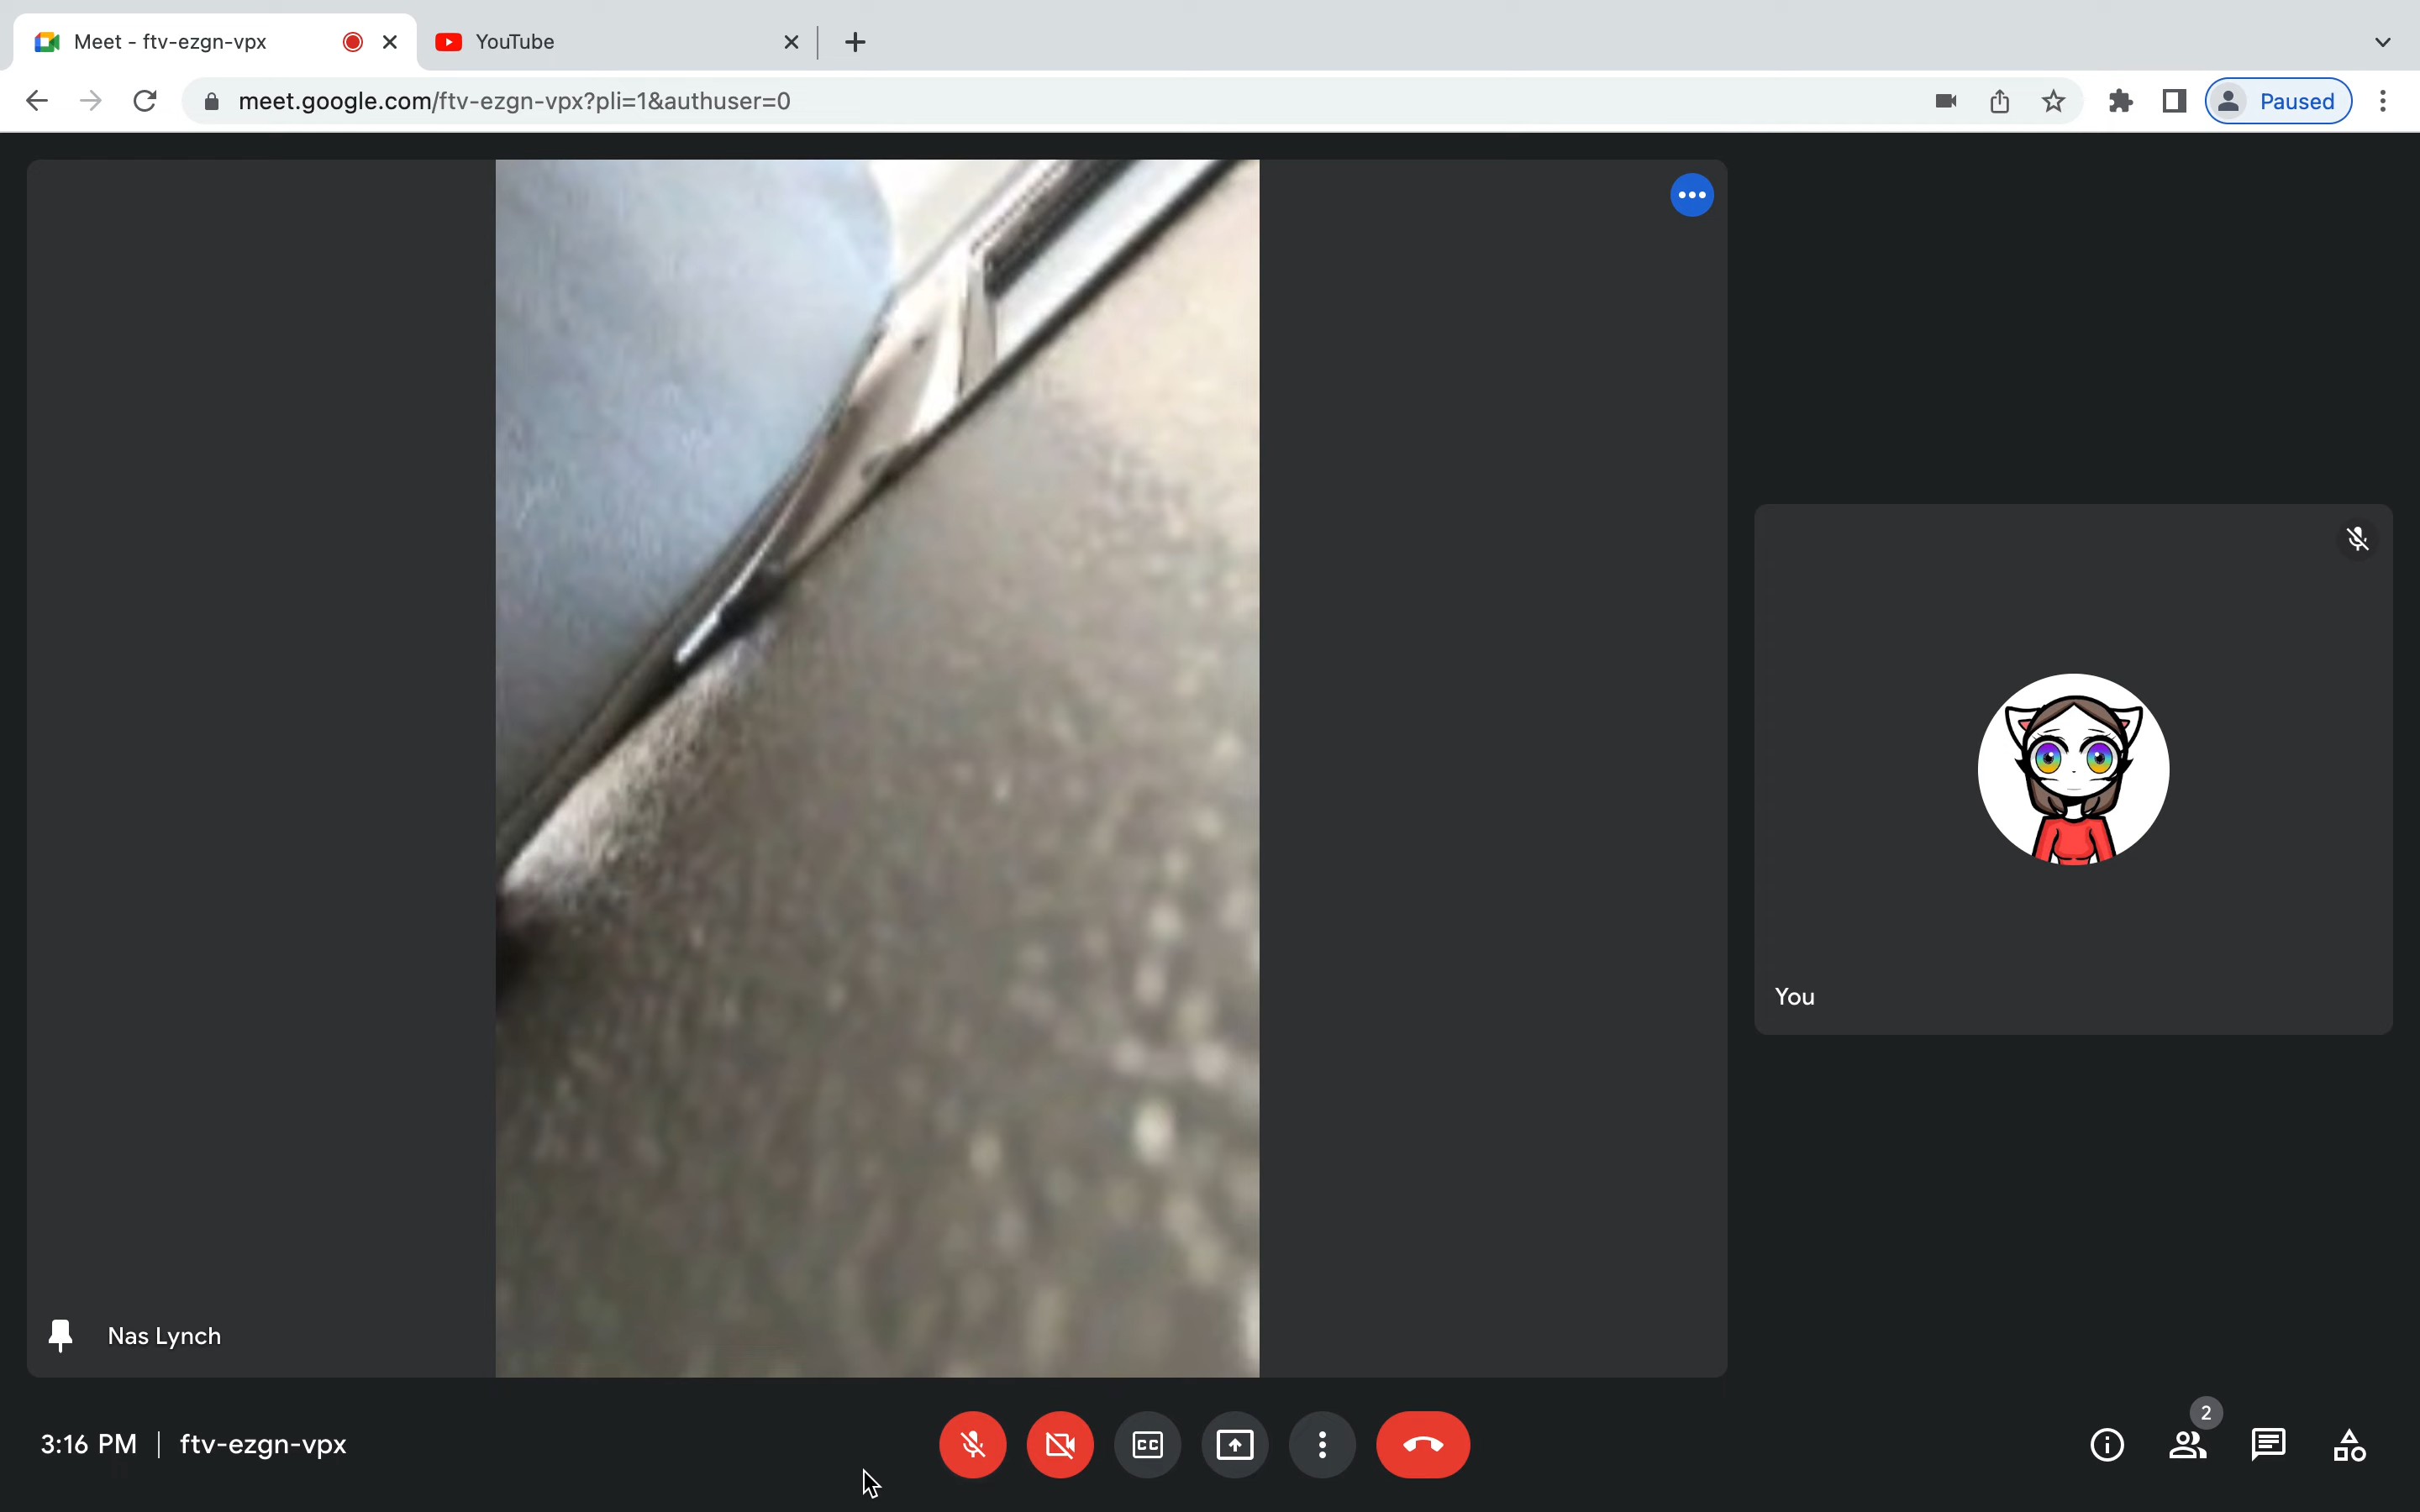 Meet - ftv-ezgn-vpx
YouTube
meet.google.com/ftv-ezgn-vpx?pli=1&authuser=0
Paused
You
Nas Lynch
3:16 PM | ftv-ezgn-vpx
CC
2